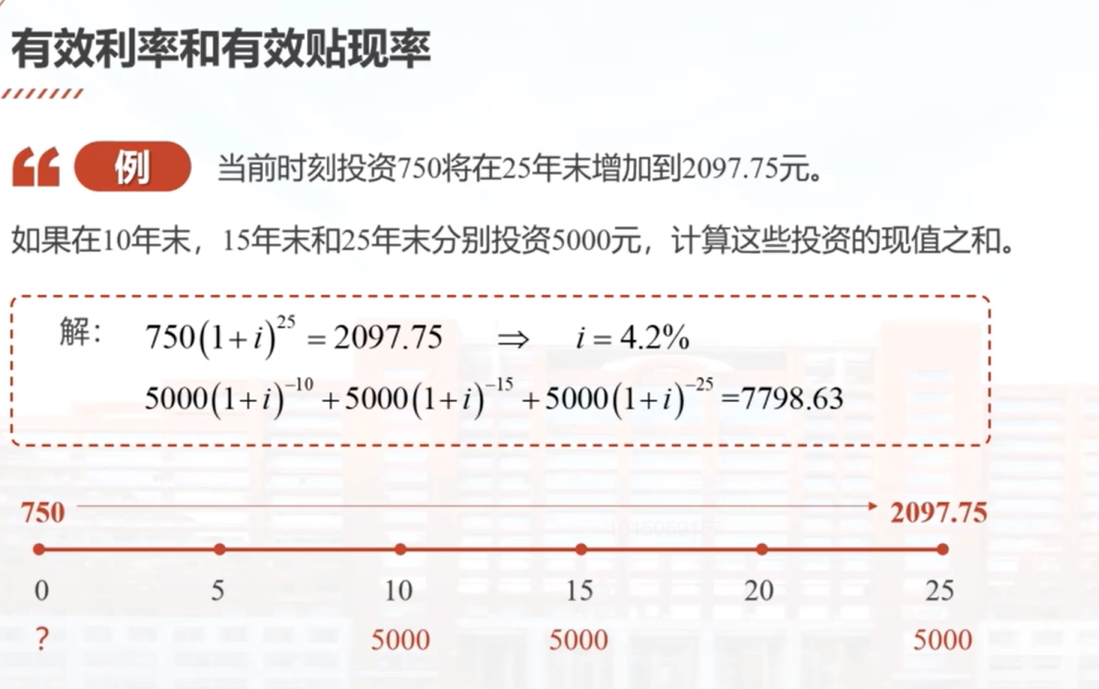 有效利率和有效贴现率
例 当前时刻投资750将在25年末增加到2097.75元。
如果在10年末，15年末和25年末分别投资5000元，计算这些投资的现值之和。
解： 750(1+i)^25 = 2097.75 ⇒ i = 4.2%
5000(1+i)^−10 +5000(1+i)^−15 +5000(1+i)^−25 =7798.63
750 2097.75
0 5 10 15 20 25
? 5000 5000 5000